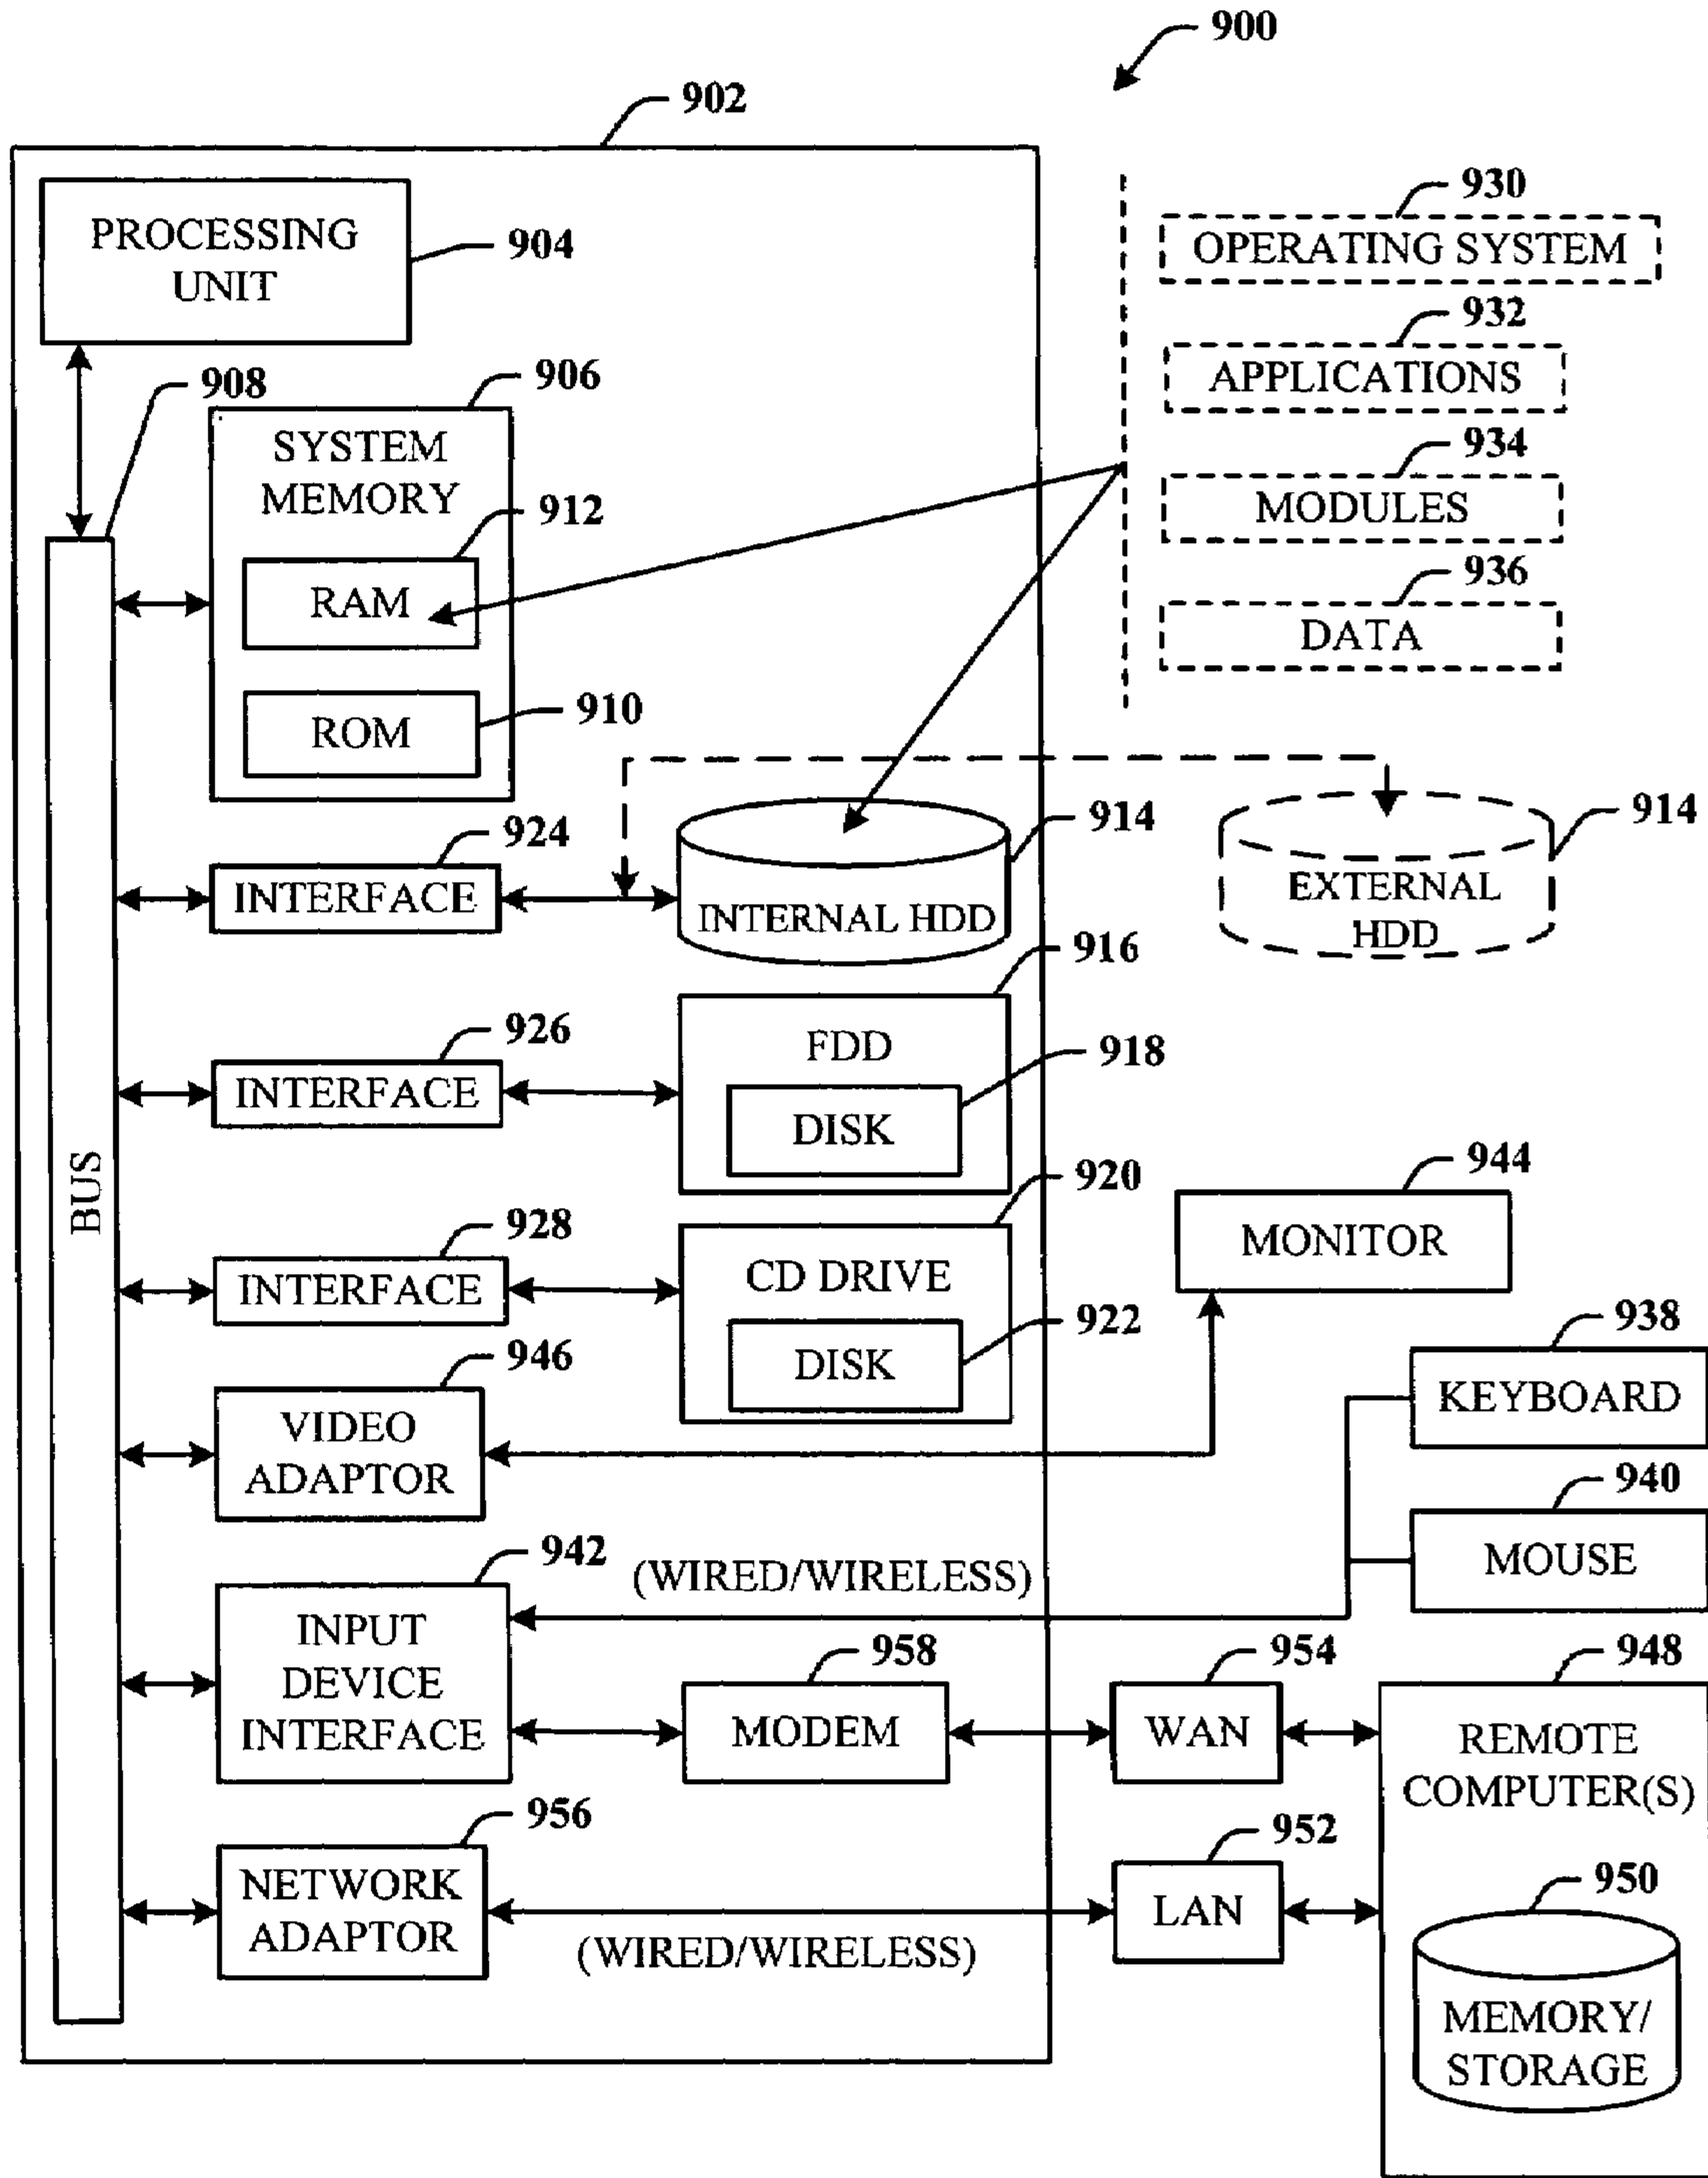 900
902
PROCESSING
UNIT
904
930
OPERATING SYSTEM
932
APPLICATIONS
934
MODULES
936
DATA
908
906
SYSTEM
MEMORY
912
RAM
910
ROM
BUS
924
INTERFACE
914
INTERNAL HDD
914
EXTERNAL
HDD
926
INTERFACE
916
FDD
918
DISK
928
INTERFACE
920
CD DRIVE
922
DISK
944
MONITOR
946
VIDEO
ADAPTOR
938
KEYBOARD
940
MOUSE
942
INPUT
DEVICE
INTERFACE
(WIRED/WIRELESS)
958
MODEM
954
WAN
948
REMOTE
COMPUTER(S)
956
NETWORK
ADAPTOR
(WIRED/WIRELESS)
952
LAN
950
MEMORY/
STORAGE